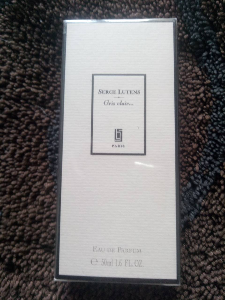 SERGE LUTENS
Gris clair...
PARIS
EAU DE PARFUM
℮ 50ml 1.6 FL.OZ.